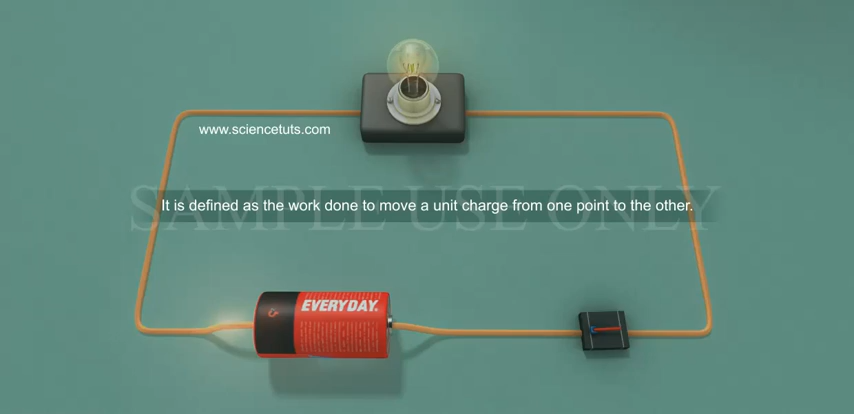 www.sciencetuts.com
SAMPLE USE ONLY
It is defined as the work done to move a unit charge from one point to the other.
EVERYDAY.